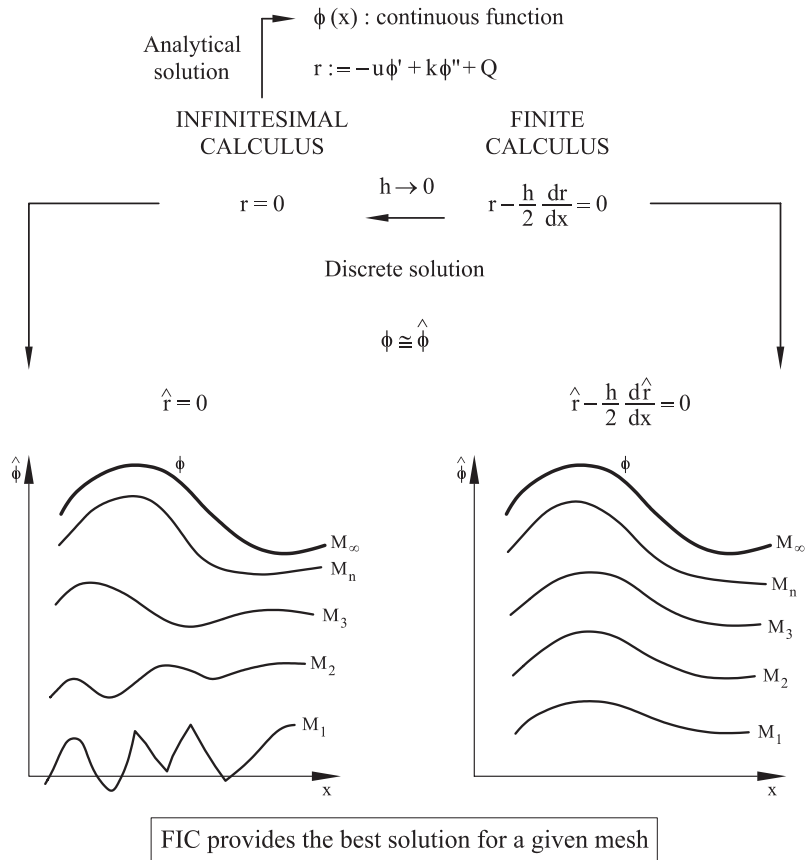 ϕ (x) : continuous function
Analytical
solution
r := −uϕ' + kϕ" + Q
INFINITESIMAL
CALCULUS
FINITE
CALCULUS
r = 0
h → 0
r − h/2 dr/dx = 0
Discrete solution
ϕ ≅ ϕ̂
r̂ = 0
r̂ − h/2 dr̂/dx = 0
ϕ̂
ϕ
M∞
Mn
M3
M2
M1
x
ϕ̂
ϕ
M∞
Mn
M3
M2
M1
x
FIC provides the best solution for a given mesh